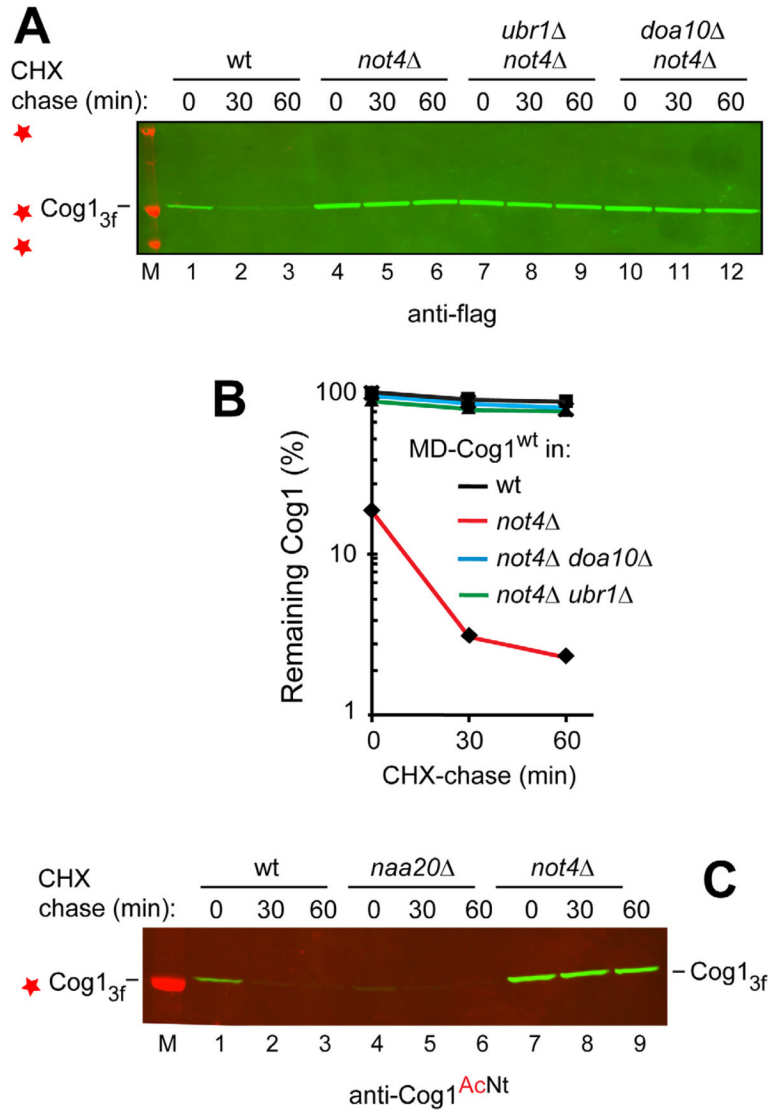 A
ubr1Δ doa10Δ
CHX wt not4Δ not4Δ not4Δ
chase (min): 0 30 60 0 30 60 0 30 60 0 30 60
Cog13f–
M 1 2 3 4 5 6 7 8 9 10 11 12
anti-flag
B
100
10
1
Remaining Cog1 (%)
MD-Cog1wt in:
wt
not4Δ
not4Δ doa10Δ
not4Δ ubr1Δ
0 30 60
CHX-chase (min)
C
CHX wt naa20Δ not4Δ
chase (min): 0 30 60 0 30 60 0 30 60
Cog13f– –Cog13f
M 1 2 3 4 5 6 7 8 9
anti-Cog1AcNt